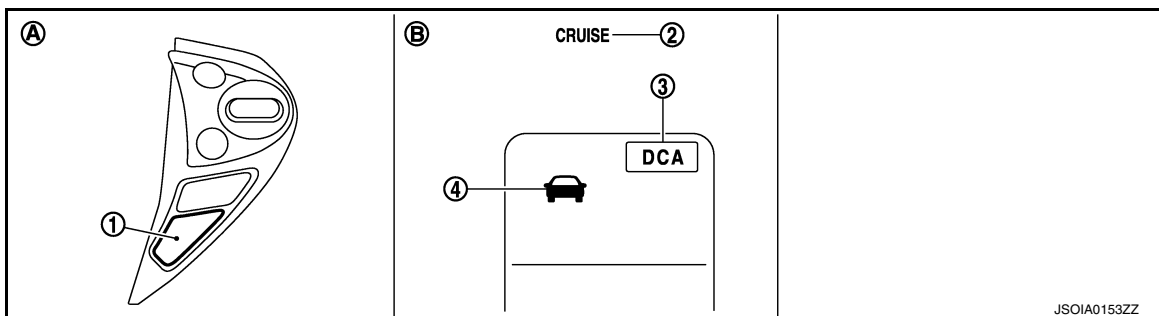 Ⓐ
①
Ⓑ
CRUISE ②
③
DCA
④
JSOIA0153ZZ